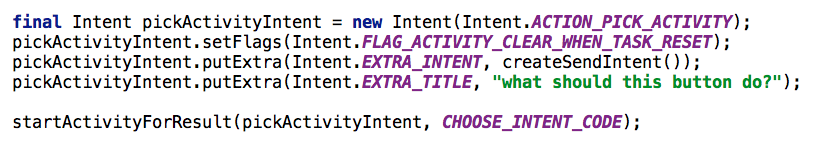 final Intent pickActivityIntent = new Intent(Intent.ACTION_PICK_ACTIVITY);
pickActivityIntent.setFlags(Intent.FLAG_ACTIVITY_CLEAR_WHEN_TASK_RESET);
pickActivityIntent.putExtra(Intent.EXTRA_INTENT, createSendIntent());
pickActivityIntent.putExtra(Intent.EXTRA_TITLE, "what should this button do?");
startActivityForResult(pickActivityIntent, CHOOSE_INTENT_CODE);